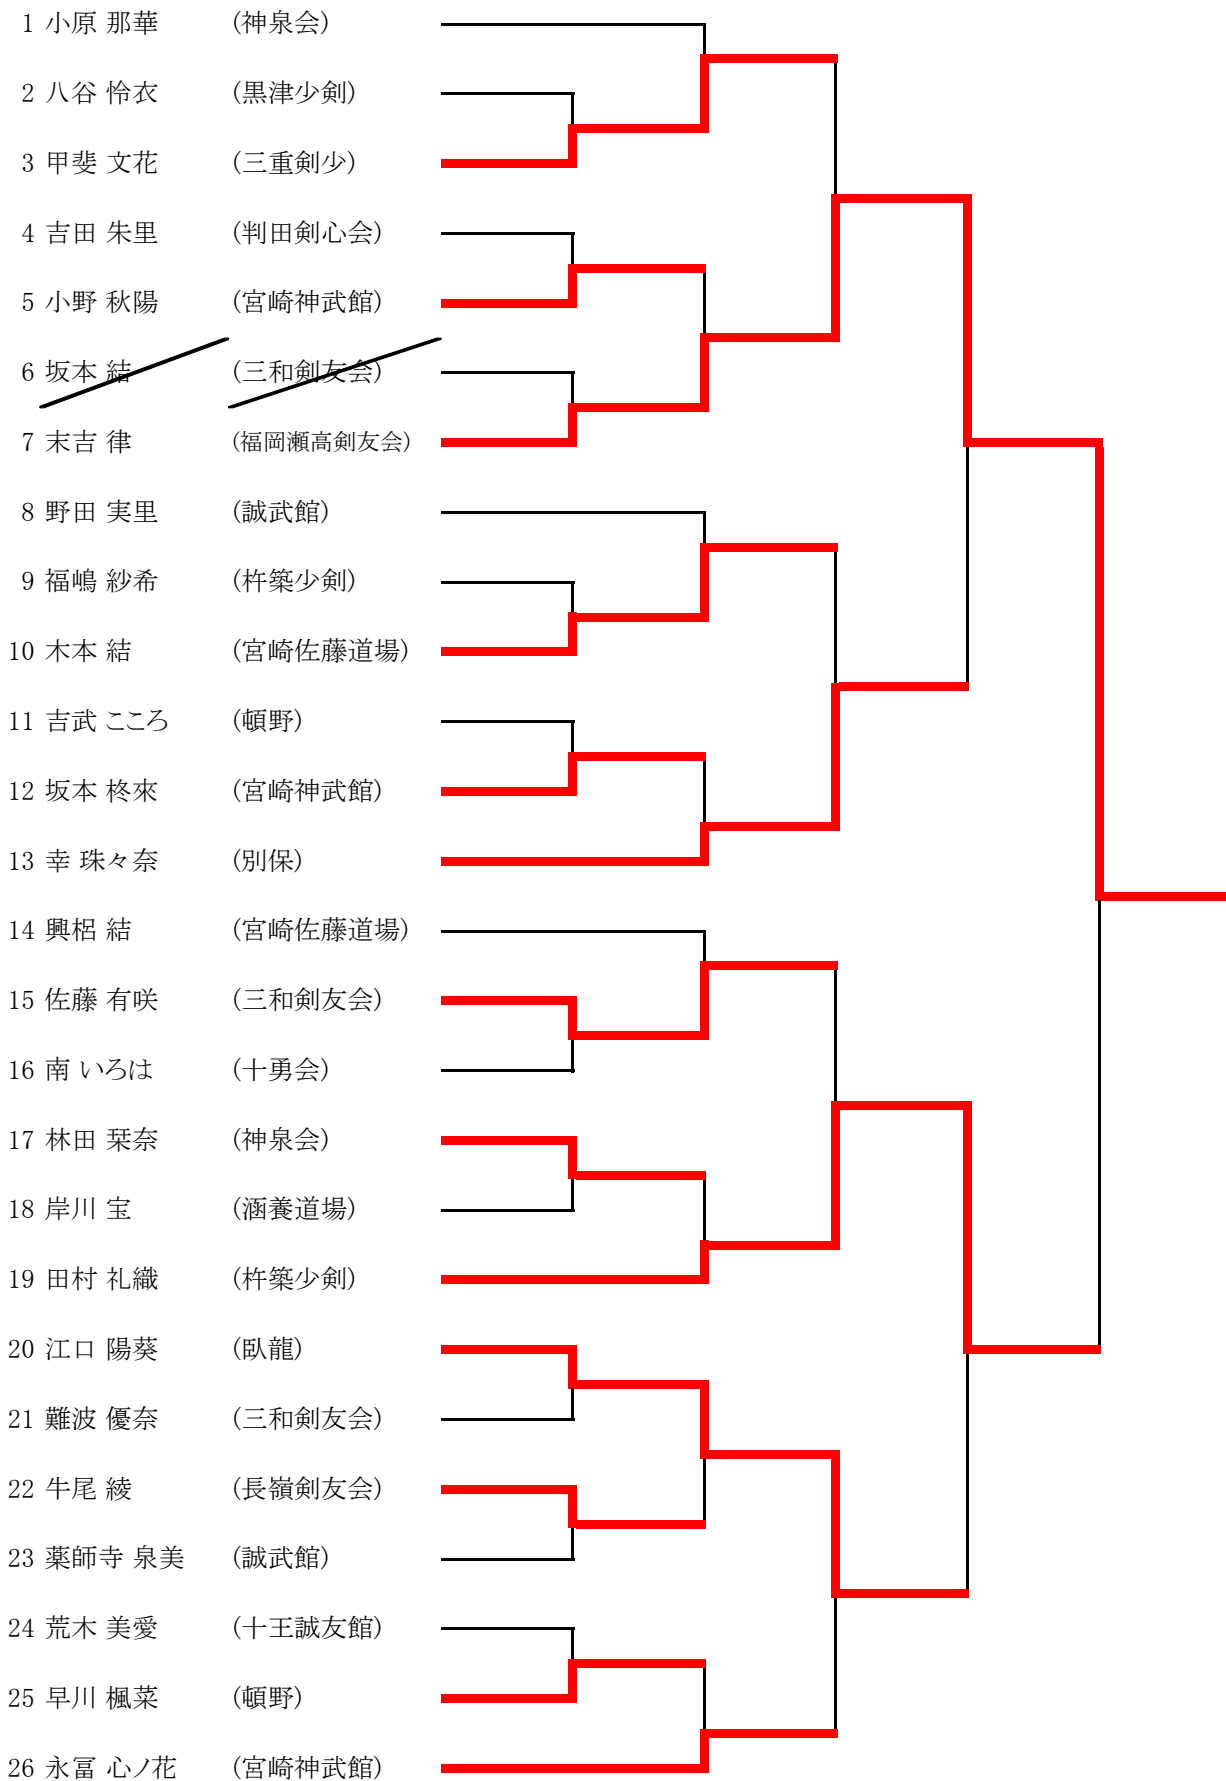 1 小原 那華 (神泉会)
2 八谷 怜衣 (黒津少剣)
3 甲斐 文花 (三重剣少)
4 吉田 朱里 (判田剣心会)
5 小野 秋陽 (宮崎神武館)
6 坂本 結 (三和剣友会)
7 末吉 律 (福岡瀬高剣友会)
8 野田 実里 (誠武館)
9 福嶋 紗希 (杵築少剣)
10 木本 結 (宮崎佐藤道場)
11 吉武 こころ (頓野)
12 坂本 柊來 (宮崎神武館)
13 幸 珠々奈 (別保)
14 興梠 結 (宮崎佐藤道場)
15 佐藤 有咲 (三和剣友会)
16 南 いろは (十勇会)
17 林田 栞奈 (神泉会)
18 岸川 宝 (涵養道場)
19 田村 礼織 (杵築少剣)
20 江口 陽葵 (臥龍)
21 難波 優奈 (三和剣友会)
22 牛尾 綾 (長嶺剣友会)
23 薬師寺 泉美 (誠武館)
24 荒木 美愛 (十王誠友館)
25 早川 楓菜 (頓野)
26 永冨 心ノ花 (宮崎神武館)